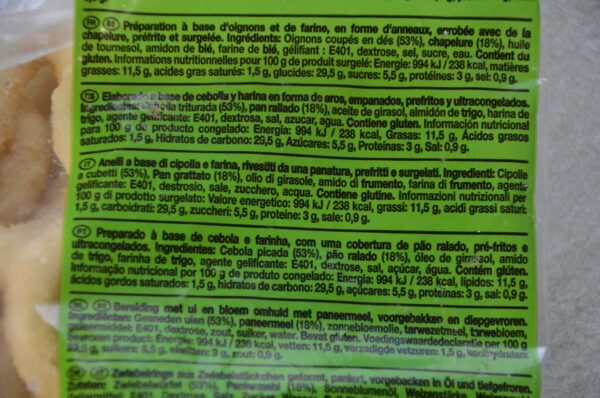 FR BE Préparation à base d'oignons et de farine, en forme d'anneaux, enrobée avec de la
chapelure, préfrite et surgelée. Ingrédients: Oignons coupés en dés (53%), chapelure (18%), huile
de tournesol, amidon de blé, farine de blé, gélifiant : E401, dextrose, sel, sucre, eau. Contient du
gluten. Informations nutritionnelles pour 100 g de produit surgelé: Energie: 994 kJ / 238 kcal, matières
grasses: 11,5 g, acides gras saturés: 1,5 g, glucides: 29,5 g, sucres: 5,5 g, protéines: 3 g, sel: 0,9 g.
ES Elaborado a base de cebolla y harina en forma de aros, empanados, prefritos y ultracongelados.
Ingredientes: Cebolla triturada (53%), pan rallado (18%), aceite de girasol, almidón de trigo, harina de
trigo, agente gelificante: E401, dextrosa, sal, azucar, agua. Contiene gluten. Información nutricional
para 100 g de producto congelado: Energía: 994 kJ / 238 kcal, Grasas: 11,5 g, Ácidos grasos
saturados: 1,5 g, Hidratos de carbono: 29,5 g, Azúcares: 5,5 g, Proteínas: 3 g, Sal: 0,9 g.
IT Anelli a base di cipolla e farina, rivestiti da una panatura, prefritti e surgelati. Ingredienti: Cipolle
a cubetti (53%), Pan grattato (18%), olio di girasole, amido di frumento, farina di frumento, agente
gelificante: E401, destrosio, sale, zucchero, acqua. Contiene glutine. Informazioni nutrizionali per
100 g di prodotto surgelato: Valore energetico: 994 kJ / 238 kcal, grassi: 11,5 g, acidi grassi saturi:
1,5 g, carboidrati: 29,5 g, zuccheri: 5,5 g, proteine: 3 g, sale: 0,9 g.
PT Preparado à base de cebola e farinha, com uma cobertura de pão ralado, pré-fritos e
ultracongelados. Ingredientes: Cebola picada (53%), pão ralado (18%), óleo de girassol, amido
de trigo, farinha de trigo, agente gelificante: E401, dextrose, sal, açúcar, água. Contém glúten.
Informação nutricional por 100 g de produto congelado: Energia: 994 kJ / 238 kcal, lípidos: 11,5 g,
ácidos gordos saturados: 1,5 g, hidratos de carbono: 29,5 g, açúcares: 5,5 g, proteínas: 3 g, sal: 0,9 g.
Bereiding met ui en bloem omhuld met paneermeel, voorgebakken en diepgevroren.
Ingrediënten: Gesneden uien (53%), paneermeel (18%), zonnebloemolie, tarwezetmeel, tarwebloem,
geleermiddel: E401, dextrose, zout, suiker, water. Bevat gluten. Voedingswaardedeclaratie per 100 g
bevroren product: Energie: 994 kJ / 238 kcal, vetten: 11,5 g, verzadigde vetzuren: 1,5 g, koolhydraten:
29,5 g, suikers: 5,5 g, eiwitten: 3 g, zout: 0,9 g.
Zwiebelringe aus Zwiebelstückchen geformt, paniert, vorgebacken in Öl und tiefgefroren.
Zutaten: Zwiebelwürfel (53%), Paniermehl (18%), Sonnenblumenöl, Weizenstärke,
E401, Dextrose, Salz, Zucker,